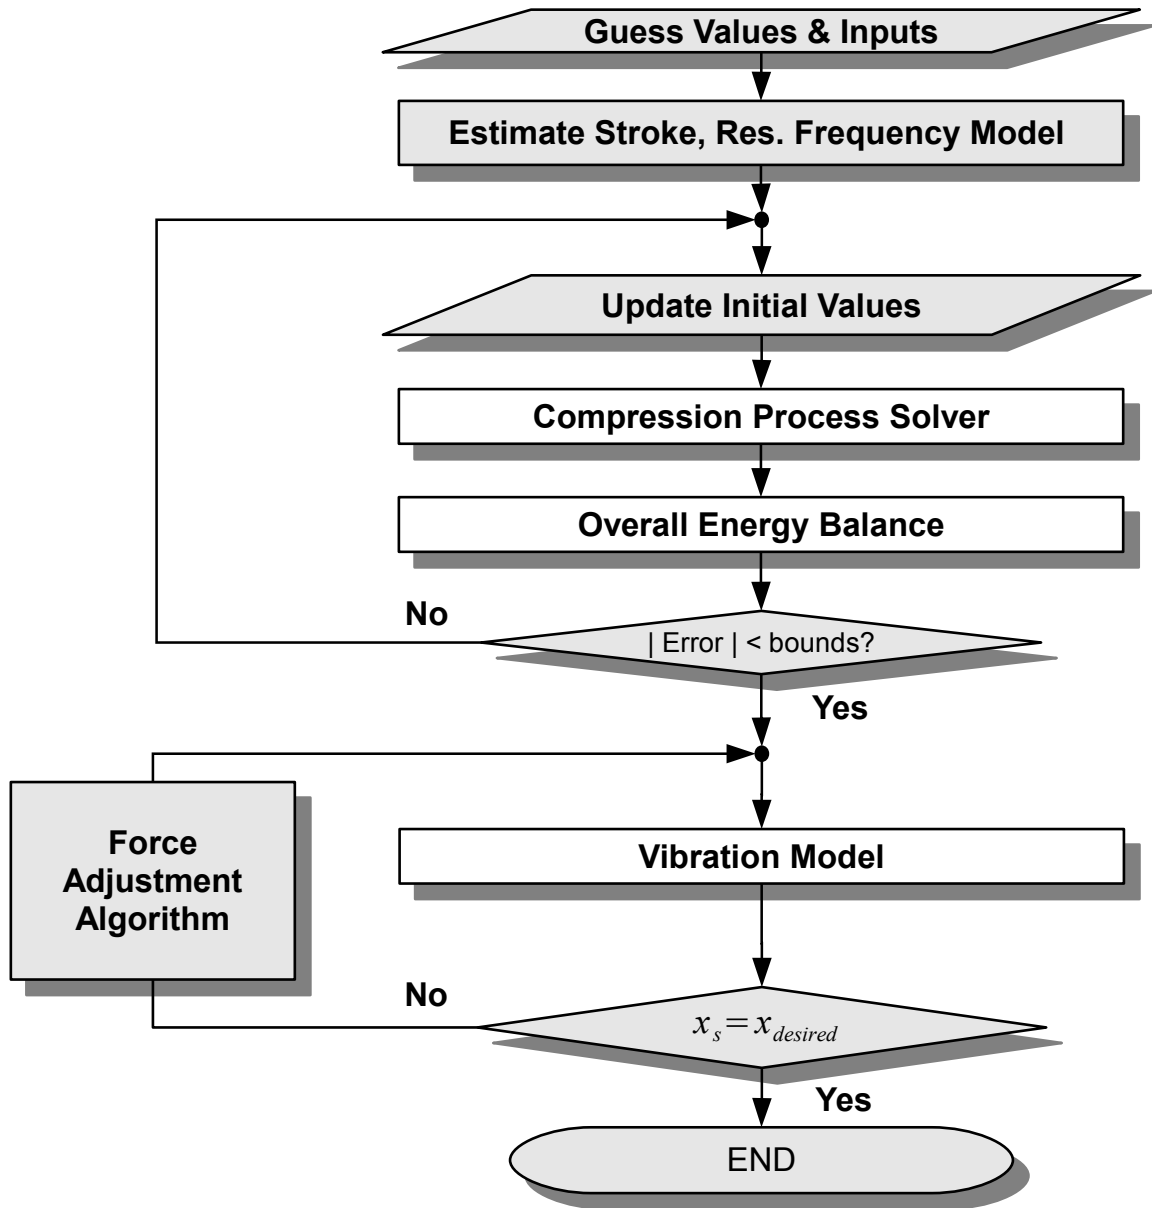 Guess Values & Inputs
Estimate Stroke, Res. Frequency Model
Update Initial Values
Compression Process Solver
Overall Energy Balance
No
| Error | < bounds?
Yes
Force
Adjustment
Algorithm
Vibration Model
No
x_s = x_desired
Yes
END